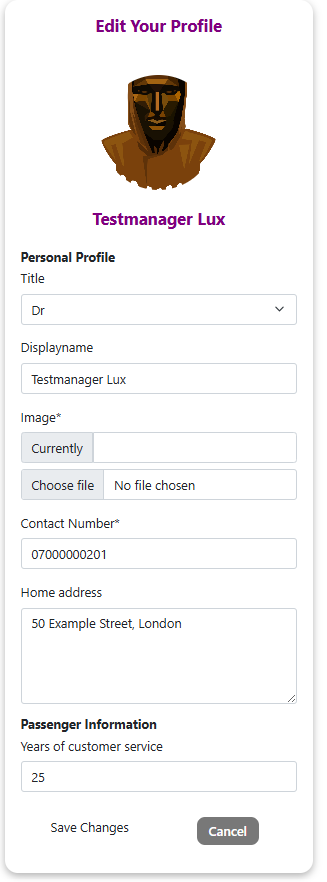 Edit Your Profile
Testmanager Lux
Personal Profile
Title
Dr
Displayname
Testmanager Lux
Image*
Currently
Choose file No file chosen
Contact Number*
07000000201
Home address
50 Example Street, London
Passenger Information
Years of customer service
25
Save Changes Cancel